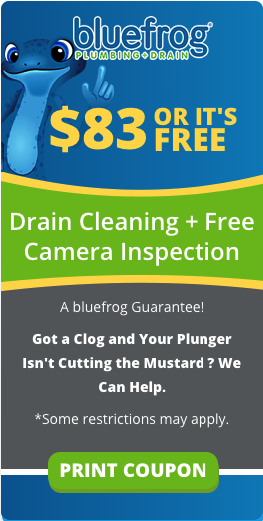 bluefrog®
PLUMBING + DRAIN
$83 OR IT'S
FREE
Drain Cleaning + Free
Camera Inspection
A bluefrog Guarantee!
Got a Clog and Your Plunger
Isn't Cutting the Mustard ? We
Can Help.
*Some restrictions may apply.
PRINT COUPON